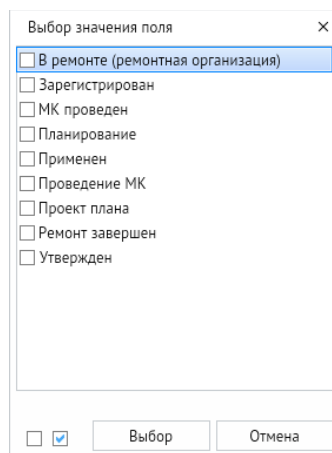 Выбор значения поля
В ремонте (ремонтная организация)
Зарегистрирован
МК проведен
Планирование
Применен
Проведение МК
Проект плана
Ремонт завершен
Утвержден
Выбор Отмена